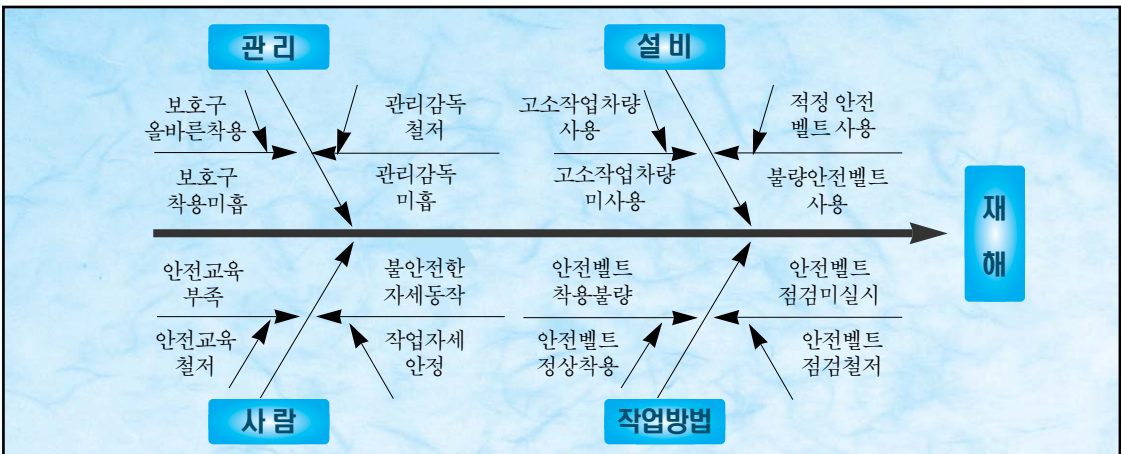 관리
설비
보호구
올바른착용
관리감독
철저
고소작업차량
사용
적정 안전
벨트 사용
보호구
착용미흡
관리감독
미흡
고소작업차량
미사용
불량안전벨트
사용
재
해
안전교육
부족
불안전한
자세동작
안전벨트
착용불량
안전벨트
점검미실시
안전교육
철저
작업자세
안정
안전벨트
정상착용
안전벨트
점검철저
사람
작업방법